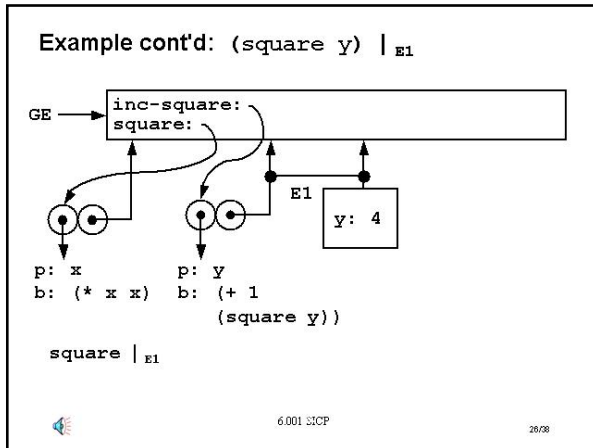 Example cont'd: (square y) | E1
GE
inc-square:
square:
E1
y: 4
p: x
b: (* x x)
p: y
b: (+ 1
(square y))
square | E1
6.001 SICP
26/38